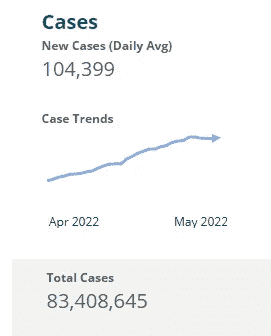 Cases
New Cases (Daily Avg)
104,399
Case Trends
Apr 2022 May 2022
Total Cases
83,408,645